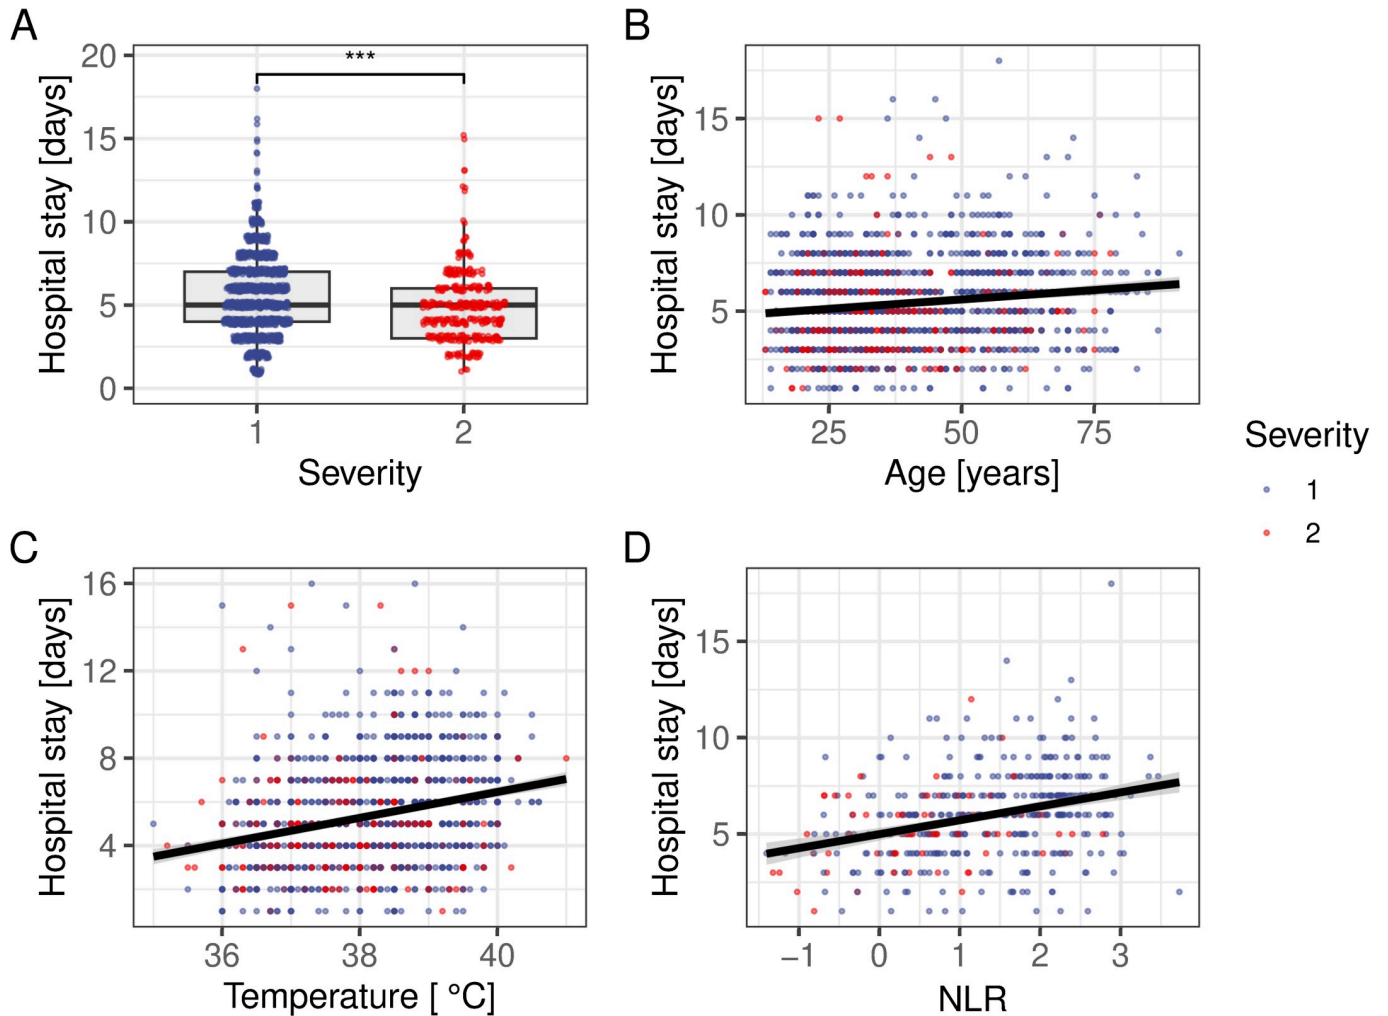 A
Hospital stay [days]
20
15
10
5
0
***
1
2
Severity
B
Hospital stay [days]
15
10
5
25
50
75
Age [years]
Severity
1
2
C
Hospital stay [days]
16
12
8
4
36
38
40
Temperature [ °C]
D
Hospital stay [days]
15
10
5
−1
0
1
2
3
NLR